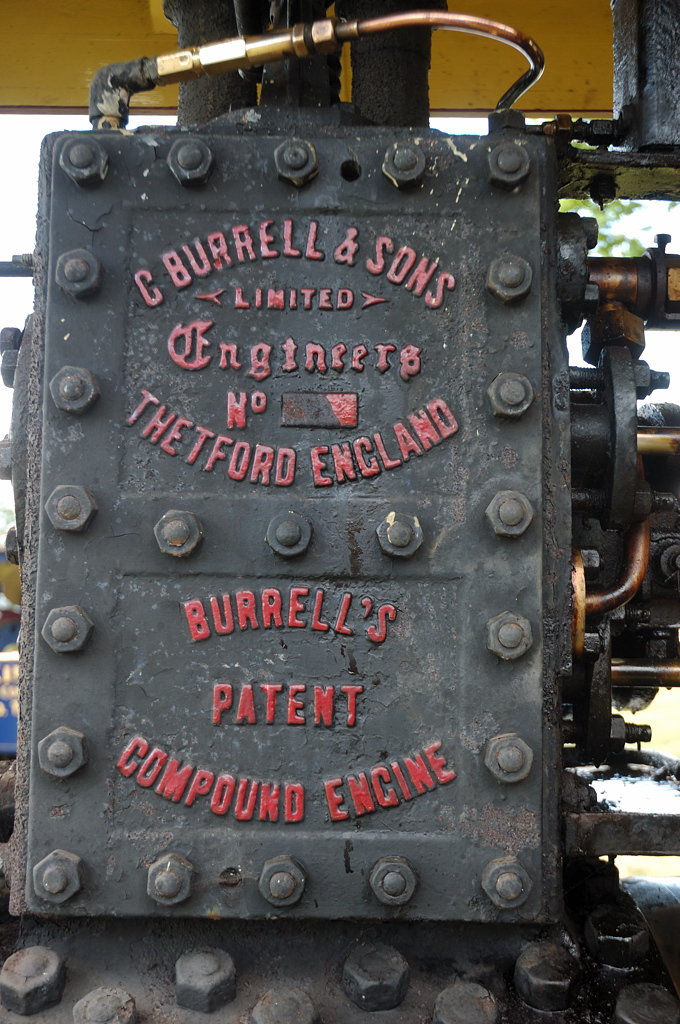 C BURRELL & SONS
LIMITED
Engineers
No
THETFORD ENGLAND
BURRELL'S
PATENT
COMPOUND ENGINE